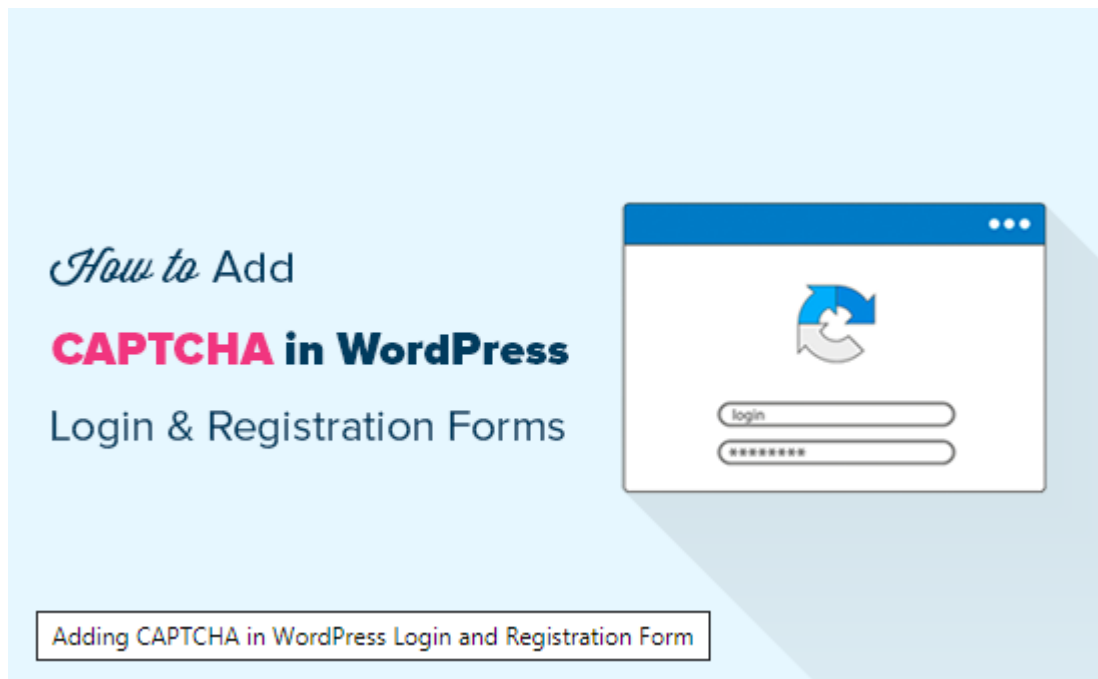 How to Add
CAPTCHA in WordPress
Login & Registration Forms
login
********
Adding CAPTCHA in WordPress Login and Registration Form